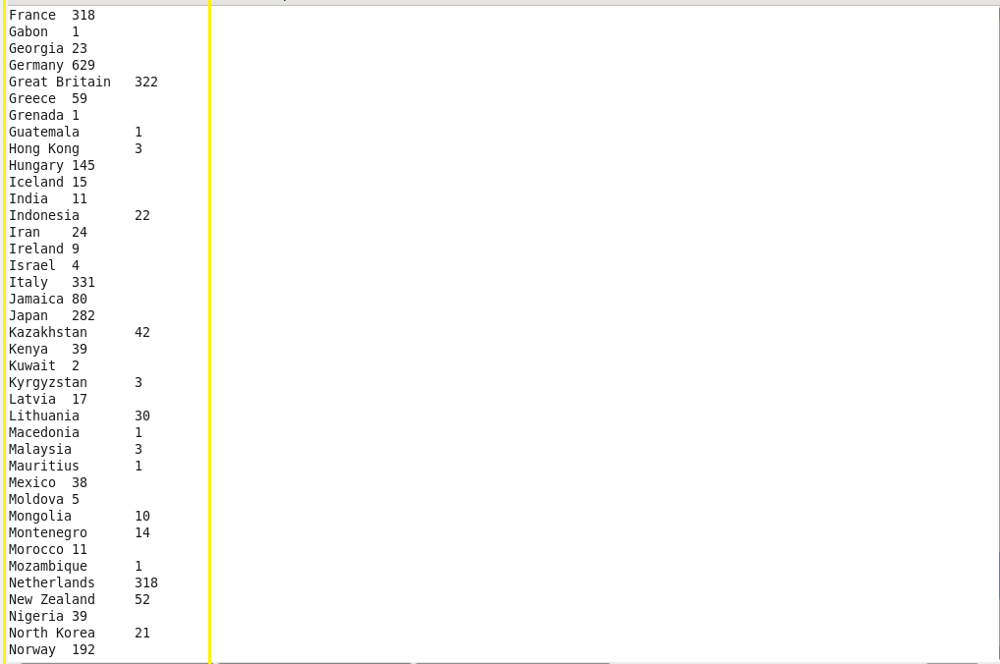 France 318
Gabon 1
Georgia 23
Germany 629
Great Britain 322
Greece 59
Grenada 1
Guatemala 1
Hong Kong 3
Hungary 145
Iceland 15
India 11
Indonesia 22
Iran 24
Ireland 9
Israel 4
Italy 331
Jamaica 80
Japan 282
Kazakhstan 42
Kenya 39
Kuwait 2
Kyrgyzstan 3
Latvia 17
Lithuania 30
Macedonia 1
Malaysia 3
Mauritius 1
Mexico 38
Moldova 5
Mongolia 10
Montenegro 14
Morocco 11
Mozambique 1
Netherlands 318
New Zealand 52
Nigeria 39
North Korea 21
Norway 192